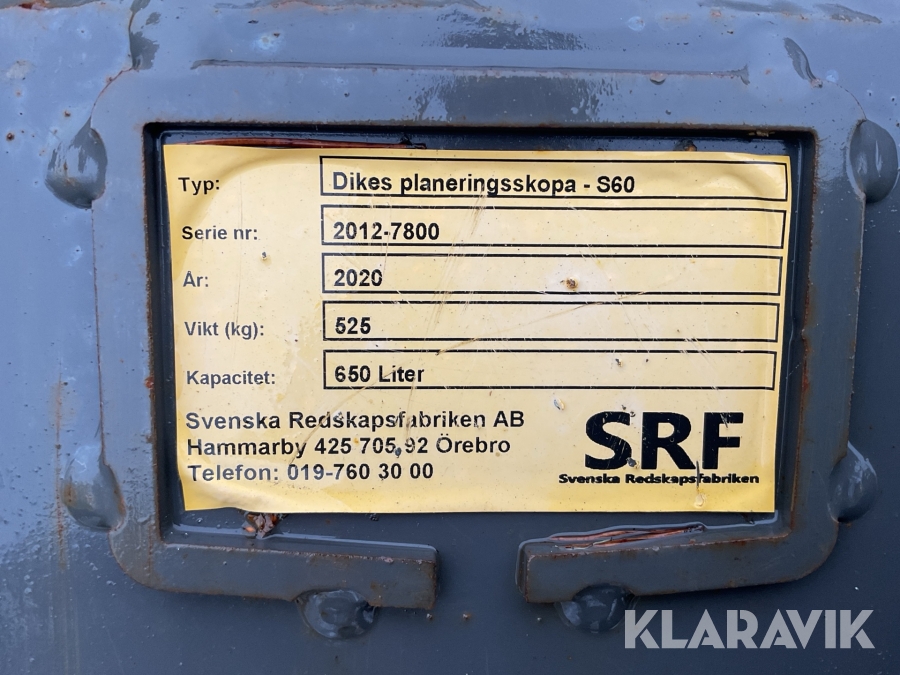 Typ: Dikes planeringsskopa - S60
Serie nr: 2012-7800
År: 2020
Vikt (kg): 525
Kapacitet: 650 Liter
Svenska Redskapsfabriken AB
Hammarby 425 705 92 Örebro
Telefon: 019-760 30 00
SRF
Svenska Redskapsfabriken
KLARAVIK